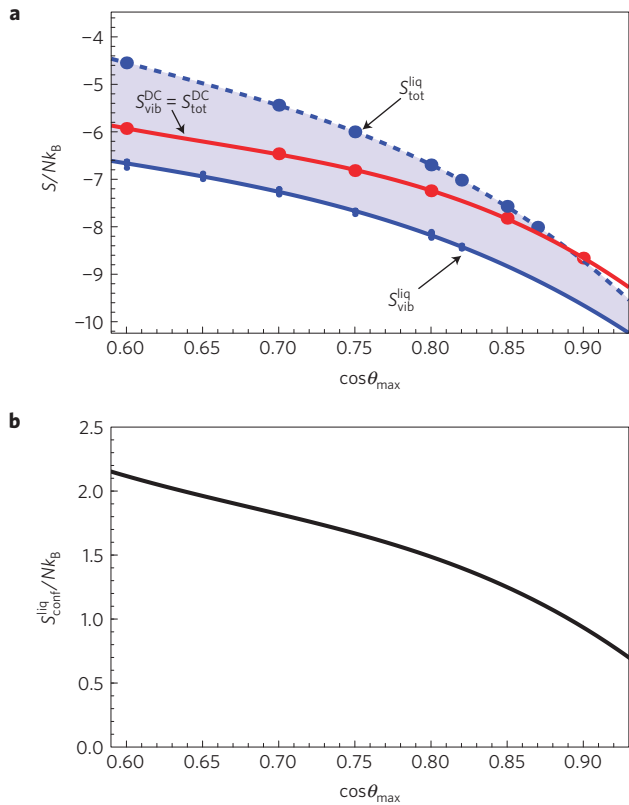 a
−4
−5
−6
−7
−8
−9
−10
S/Nk_B
S^liq_tot
S^DC_vib = S^DC_tot
S^liq_vib
0.60 0.65 0.70 0.75 0.80 0.85 0.90
cosθ_max
b
2.5
2.0
1.5
1.0
0.5
0.0
S^liq_conf/Nk_B
0.60 0.65 0.70 0.75 0.80 0.85 0.90
cosθ_max